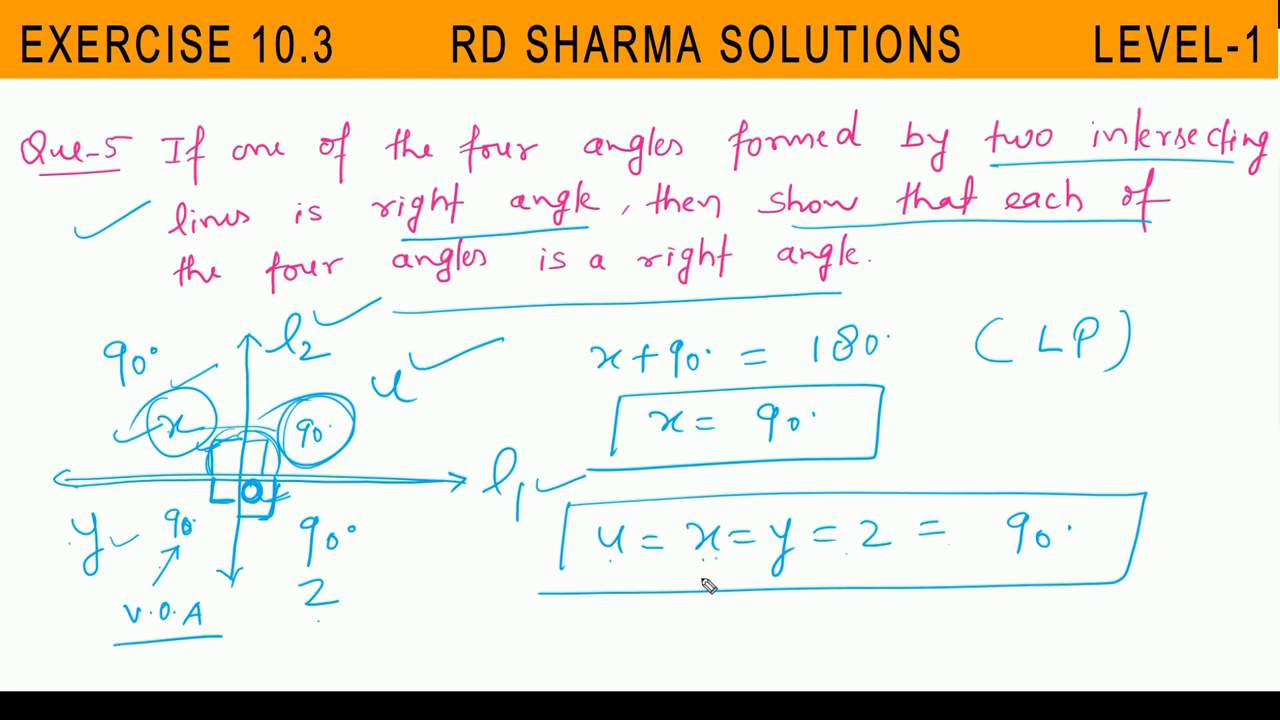 EXERCISE 10.3 RD SHARMA SOLUTIONS LEVEL-1
Que-5 If one of the four angles formed by two intersecting
lines is right angle, then show that each of
the four angles is a right angle.
l2
90°
u
x
90°
l1
y
90°
90°
z
V.O.A
x + 90° = 180° (LP)
x = 90°
u = x = y = z = 90°